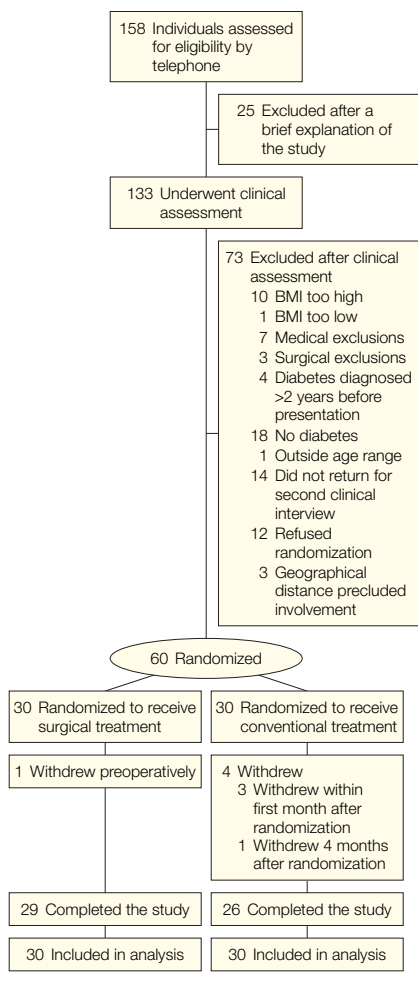 158 Individuals assessed
for eligibility by
telephone
25 Excluded after a
brief explanation of
the study
133 Underwent clinical
assessment
73 Excluded after clinical
assessment
10 BMI too high
1 BMI too low
7 Medical exclusions
3 Surgical exclusions
4 Diabetes diagnosed
>2 years before
presentation
18 No diabetes
1 Outside age range
14 Did not return for
second clinical
interview
12 Refused
randomization
3 Geographical
distance precluded
involvement
60 Randomized
30 Randomized to receive
surgical treatment
30 Randomized to receive
conventional treatment
1 Withdrew preoperatively
4 Withdrew
3 Withdrew within
first month after
randomization
1 Withdrew 4 months
after randomization
29 Completed the study
26 Completed the study
30 Included in analysis
30 Included in analysis